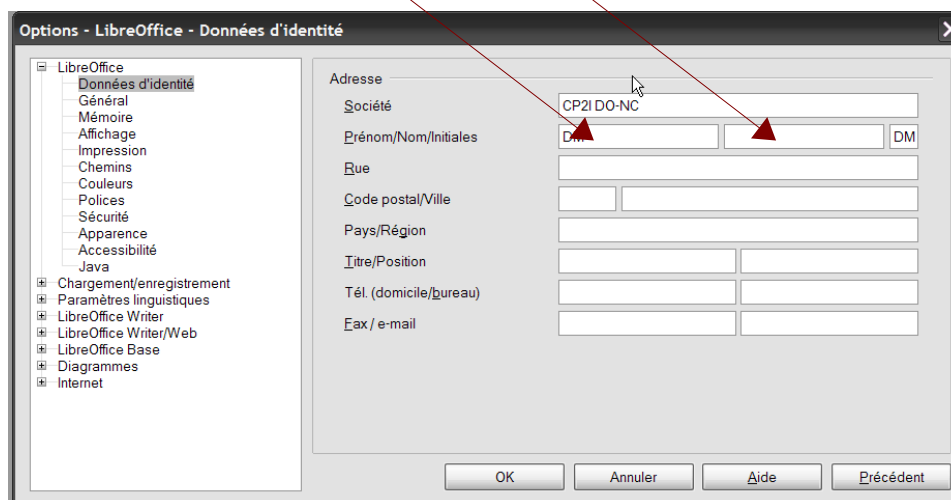 Options - LibreOffice - Données d'identité
LibreOffice
Données d'identité
Général
Mémoire
Affichage
Impression
Chemins
Couleurs
Polices
Sécurité
Apparence
Accessibilité
Java
Chargement/enregistrement
Paramètres linguistiques
LibreOffice Writer
LibreOffice Writer/Web
LibreOffice Base
Diagrammes
Internet
Adresse
Société CP2I DO-NC
Prénom/Nom/Initiales DM DM
Rue
Code postal/Ville
Pays/Région
Titre/Position
Tél. (domicile/bureau)
Fax / e-mail
OK Annuler Aide Précédent